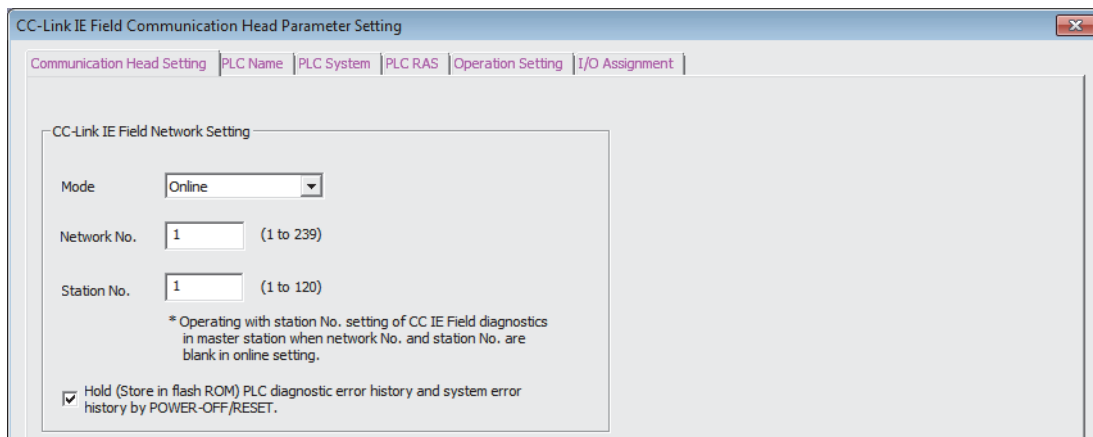 CC-Link IE Field Communication Head Parameter Setting
Communication Head Setting PLC Name PLC System PLC RAS Operation Setting I/O Assignment
CC-Link IE Field Network Setting
Mode Online
Network No. 1 (1 to 239)
Station No. 1 (1 to 120)
* Operating with station No. setting of CC IE Field diagnostics
in master station when network No. and station No. are
blank in online setting.
Hold (Store in flash ROM) PLC diagnostic error history and system error
history by POWER-OFF/RESET.